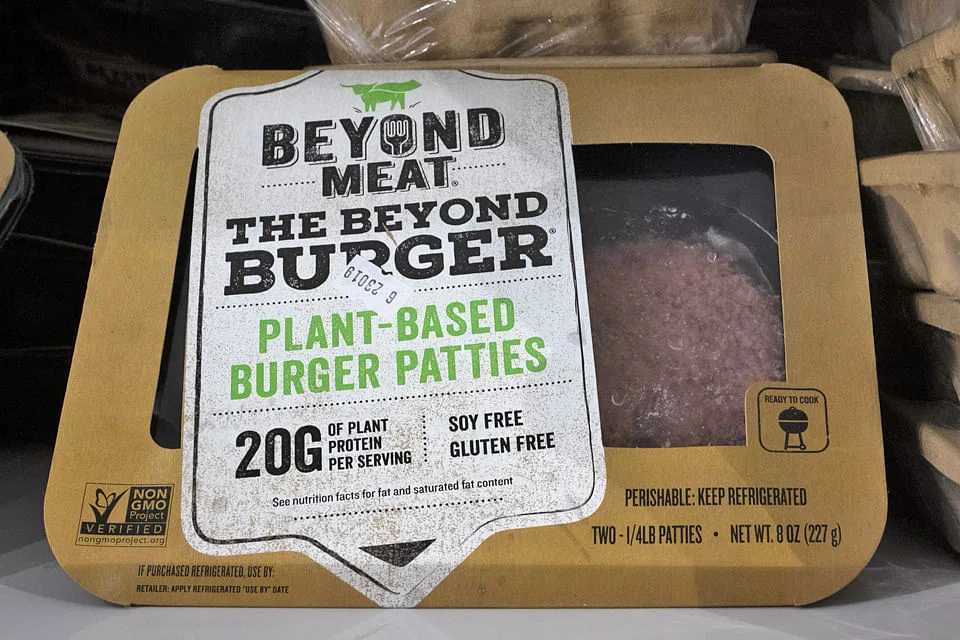 BEYOND
MEAT®
THE BEYOND
BURGER®
6 23019
PLANT-BASED
BURGER PATTIES
20G OF PLANT
PROTEIN
PER SERVING
SOY FREE
GLUTEN FREE
See nutrition facts for fat and saturated fat content
READY TO COOK
NON
GMO
Project
VERIFIED
nongmoproject.org
PERISHABLE: KEEP REFRIGERATED
TWO - 1/4LB PATTIES • NET WT. 8 OZ (227 g)
IF PURCHASED REFRIGERATED, USE BY:
RETAILER: APPLY REFRIGERATED "USE BY" DATE